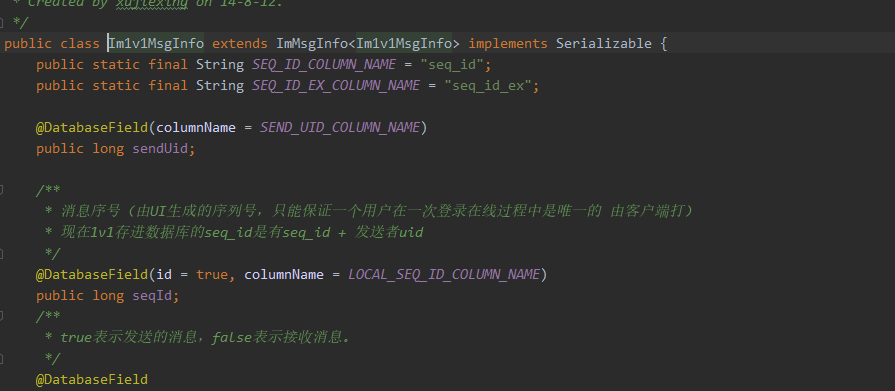 * Created by xujiexing on 14-8-12.
*/
public class Im1v1MsgInfo extends ImMsgInfo<Im1v1MsgInfo> implements Serializable {
public static final String SEQ_ID_COLUMN_NAME = "seq_id";
public static final String SEQ_ID_EX_COLUMN_NAME = "seq_id_ex";
@DatabaseField(columnName = SEND_UID_COLUMN_NAME)
public long sendUid;
/**
* 消息序号（由UI生成的序列号，只能保证一个用户在一次登录在线过程中是唯一的 由客户端打）
* 现在1v1存进数据库的seq_id是有seq_id + 发送者uid
*/
@DatabaseField(id = true, columnName = LOCAL_SEQ_ID_COLUMN_NAME)
public long seqId;
/**
* true表示发送的消息，false表示接收消息.
*/
@DatabaseField